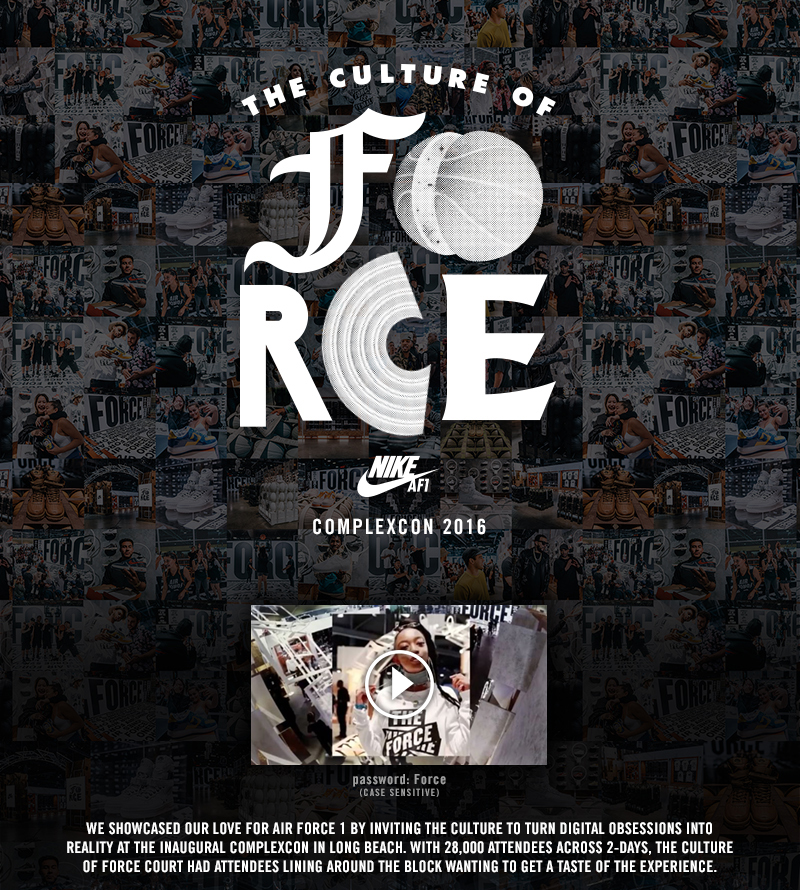 THE CULTURE OF
FO
RCE
NIKE
AF1
COMPLEXCON 2016
THE
FORCE
password: Force
(CASE SENSITIVE)
WE SHOWCASED OUR LOVE FOR AIR FORCE 1 BY INVITING THE CULTURE TO TURN DIGITAL OBSESSIONS INTO
REALITY AT THE INAUGURAL COMPLEXCON IN LONG BEACH. WITH 28,000 ATTENDEES ACROSS 2-DAYS, THE CULTURE
OF FORCE COURT HAD ATTENDEES LINING AROUND THE BLOCK WANTING TO GET A TASTE OF THE EXPERIENCE.